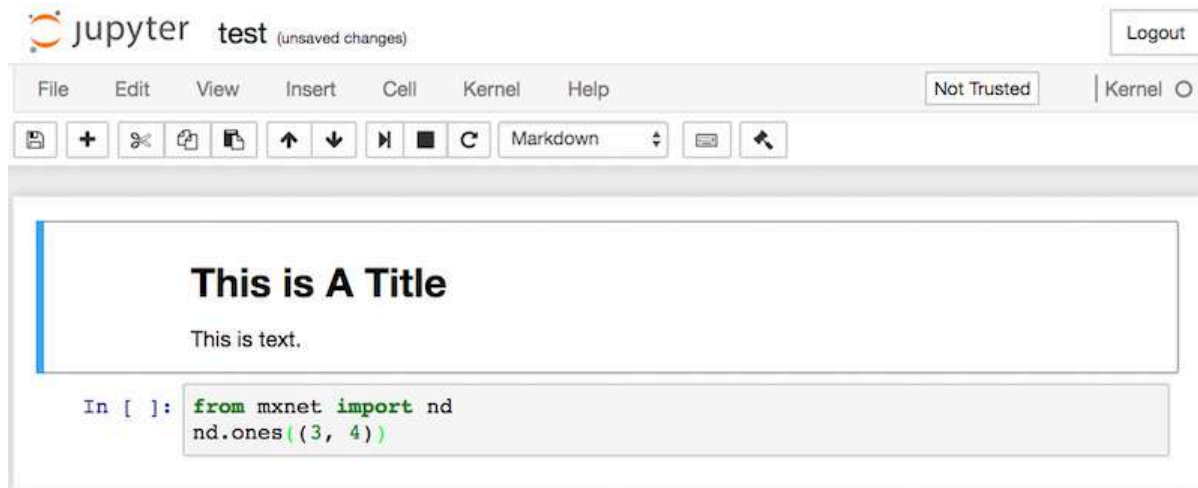 jupyter test (unsaved changes) Logout
File Edit View Insert Cell Kernel Help Not Trusted Kernel
Markdown
This is A Title
This is text.
In [ ]: from mxnet import nd
nd.ones((3, 4))